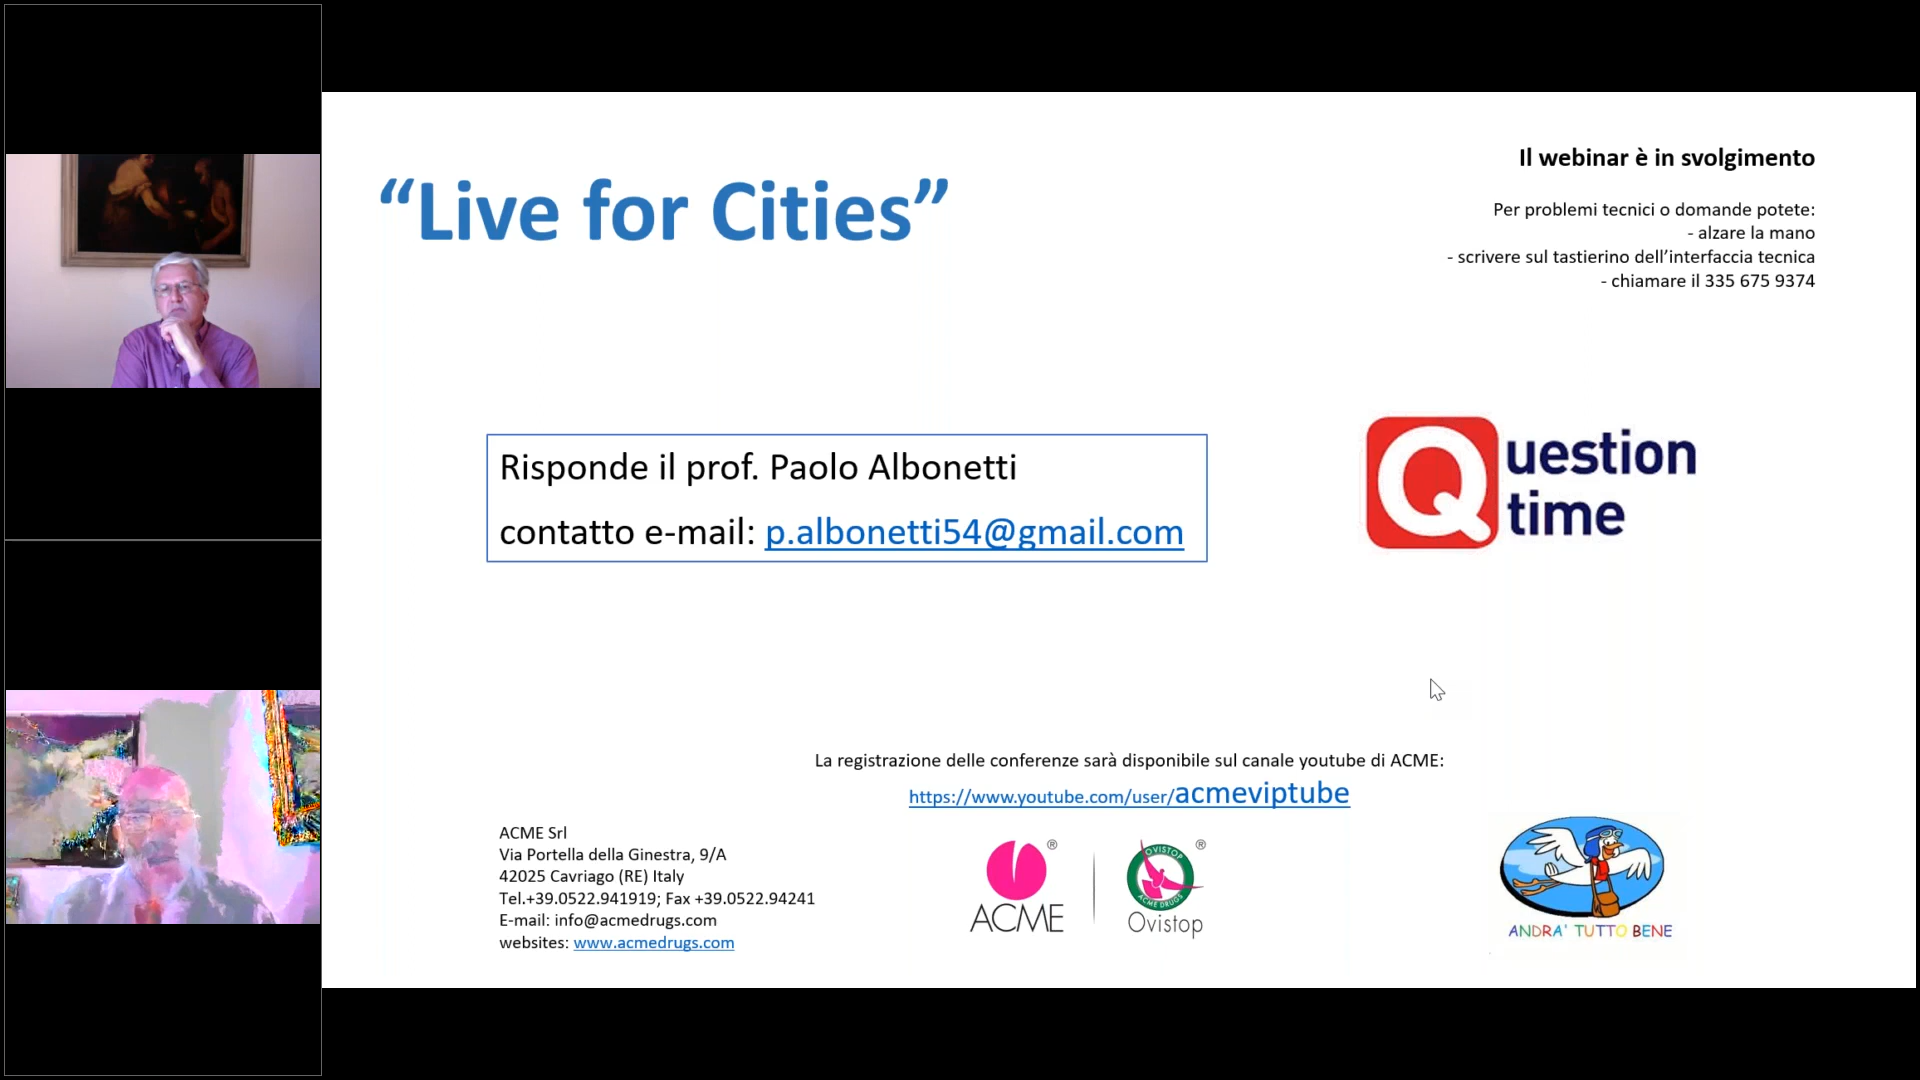 “Live for Cities”
Il webinar è in svolgimento
Per problemi tecnici o domande potete:
- alzare la mano
- scrivere sul tastierino dell’interfaccia tecnica
- chiamare il 335 675 9374
Risponde il prof. Paolo Albonetti
contatto e-mail: p.albonetti54@gmail.com
Question
time
La registrazione delle conferenze sarà disponibile sul canale youtube di ACME:
https://www.youtube.com/user/acmeviptube
ACME Srl
Via Portella della Ginestra, 9/A
42025 Cavriago (RE) Italy
Tel.+39.0522.941919; Fax +39.0522.94241
E-mail: info@acmedrugs.com
websites: www.acmedrugs.com
®
ACME
®
OVISTOP
ACME DRUGS
Ovistop
ANDRA' TUTTO BENE